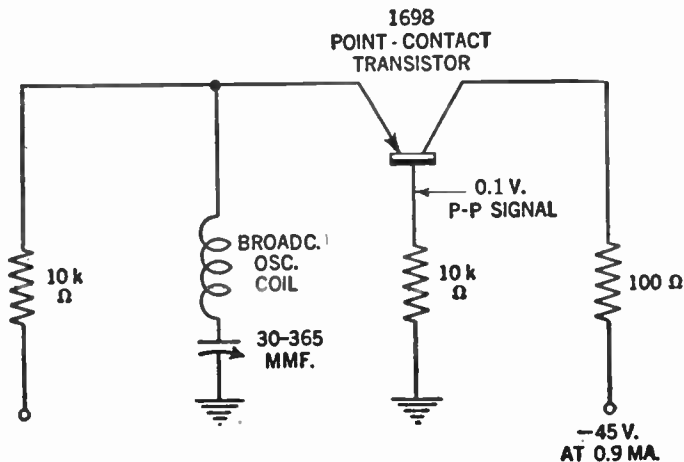 1698
POINT-CONTACT
TRANSISTOR
0.1 V.
P-P SIGNAL
BROADC.
OSC.
COIL
10 k
Ω
10 k
Ω
100 Ω
30-365
MMF.
−45 V.
AT 0.9 MA.